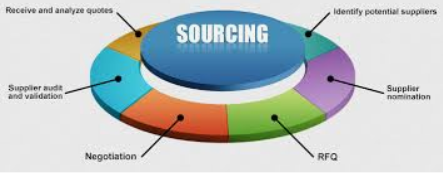 Receive and analyze quotes
SOURCING
Identify potential suppliers
Supplier audit
and validation
Supplier
nomination
Negotiation
RFQ